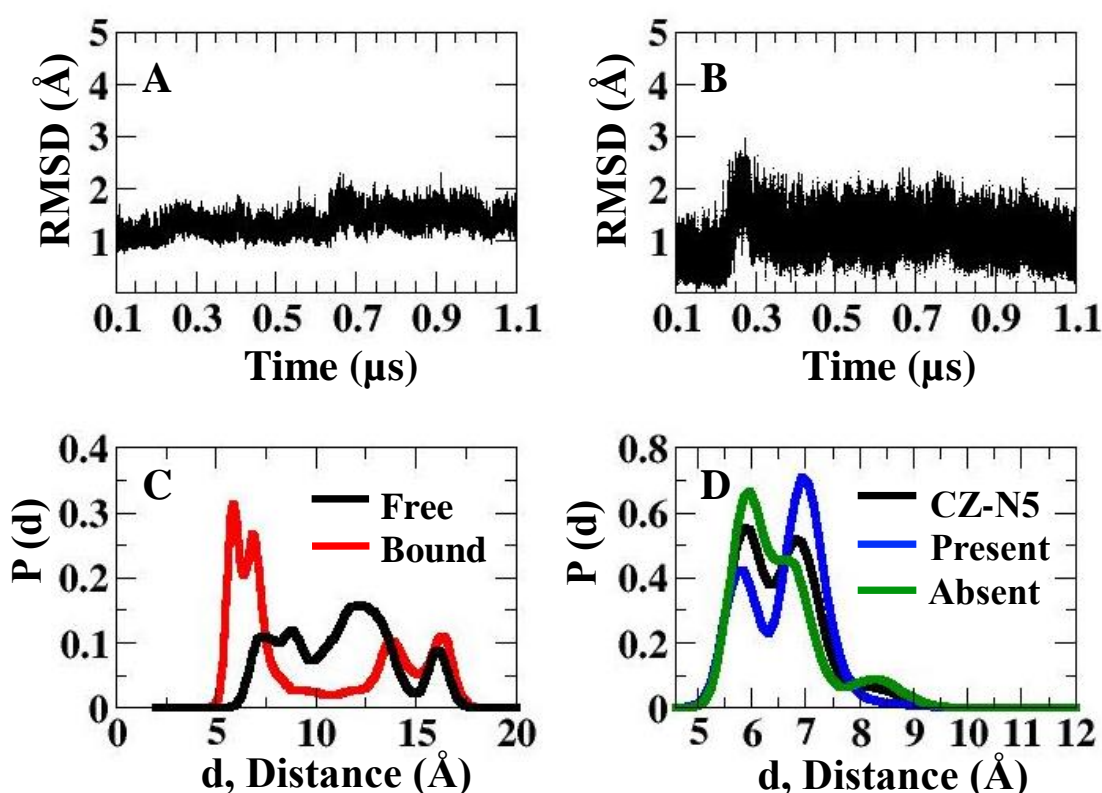 A
RMSD (Å)
5
4
3
2
1
0.1 0.3 0.5 0.7 0.9 1.1
Time (µs)
B
RMSD (Å)
5
4
3
2
1
0.1 0.3 0.5 0.7 0.9 1.1
Time (µs)
C
P (d)
0.4
0.3
0.2
0.1
0
Free
Bound
0 5 10 15 20
d, Distance (Å)
D
P (d)
0.8
0.6
0.4
0.2
0
CZ-N5
Present
Absent
5 6 7 8 9 10 11 12
d, Distance (Å)